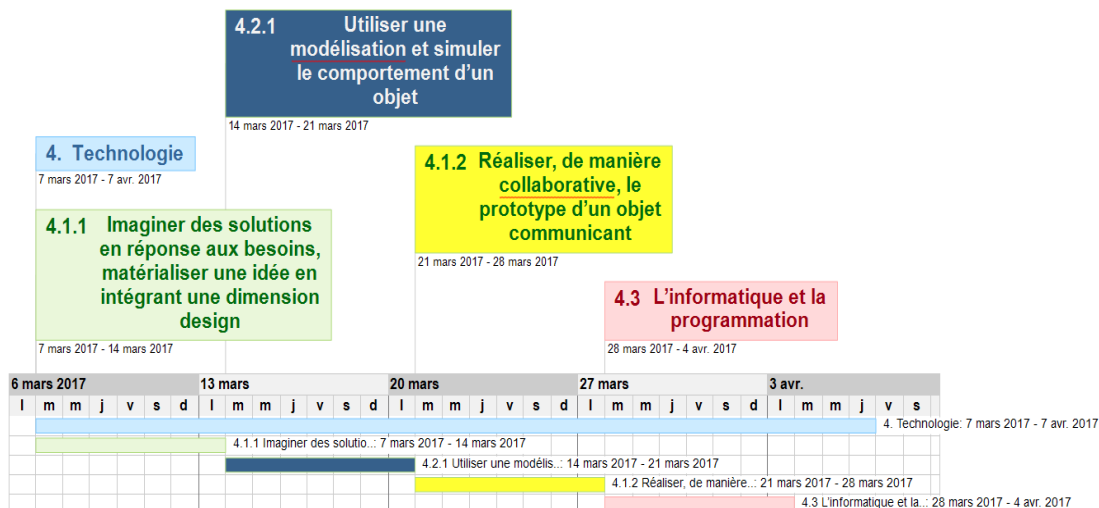 4.2.1 Utiliser une
modélisation et simuler
le comportement d'un
objet
14 mars 2017 - 21 mars 2017
4. Technologie
7 mars 2017 - 7 avr. 2017
4.1.2 Réaliser, de manière
collaborative, le
prototype d'un objet
communicant
21 mars 2017 - 28 mars 2017
4.1.1 Imaginer des solutions
en réponse aux besoins,
matérialiser une idée en
intégrant une dimension
design
7 mars 2017 - 14 mars 2017
4.3 L'informatique et la
programmation
28 mars 2017 - 4 avr. 2017
6 mars 2017 13 mars 20 mars 27 mars 3 avr.
l m m j v s d l m m j v s d l m m j v s d l m m j v s d l m m j v s
4. Technologie: 7 mars 2017 - 7 avr. 2017
4.1.1 Imaginer des solutio..: 7 mars 2017 - 14 mars 2017
4.2.1 Utiliser une modélis..: 14 mars 2017 - 21 mars 2017
4.1.2 Réaliser, de manière..: 21 mars 2017 - 28 mars 2017
4.3 L'informatique et la..: 28 mars 2017 - 4 avr. 2017